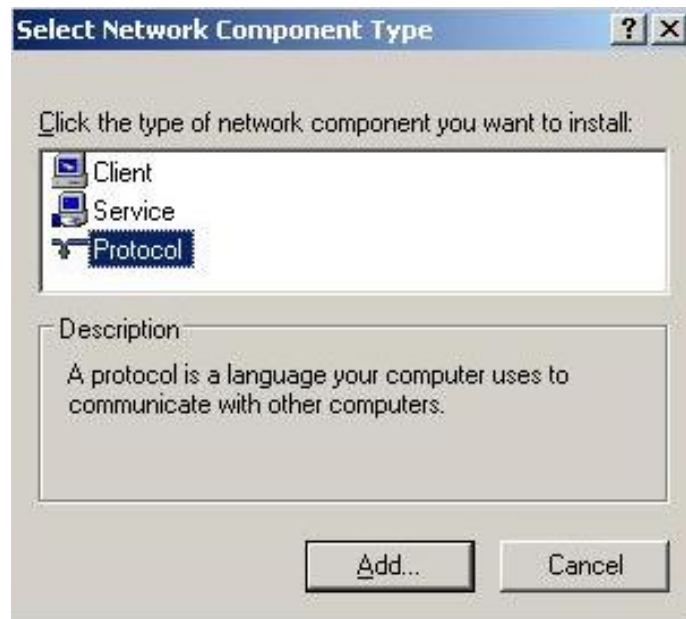 Select Network Component Type
Click the type of network component you want to install:
Client
Service
Protocol
Description
A protocol is a language your computer uses to
communicate with other computers.
Add...
Cancel